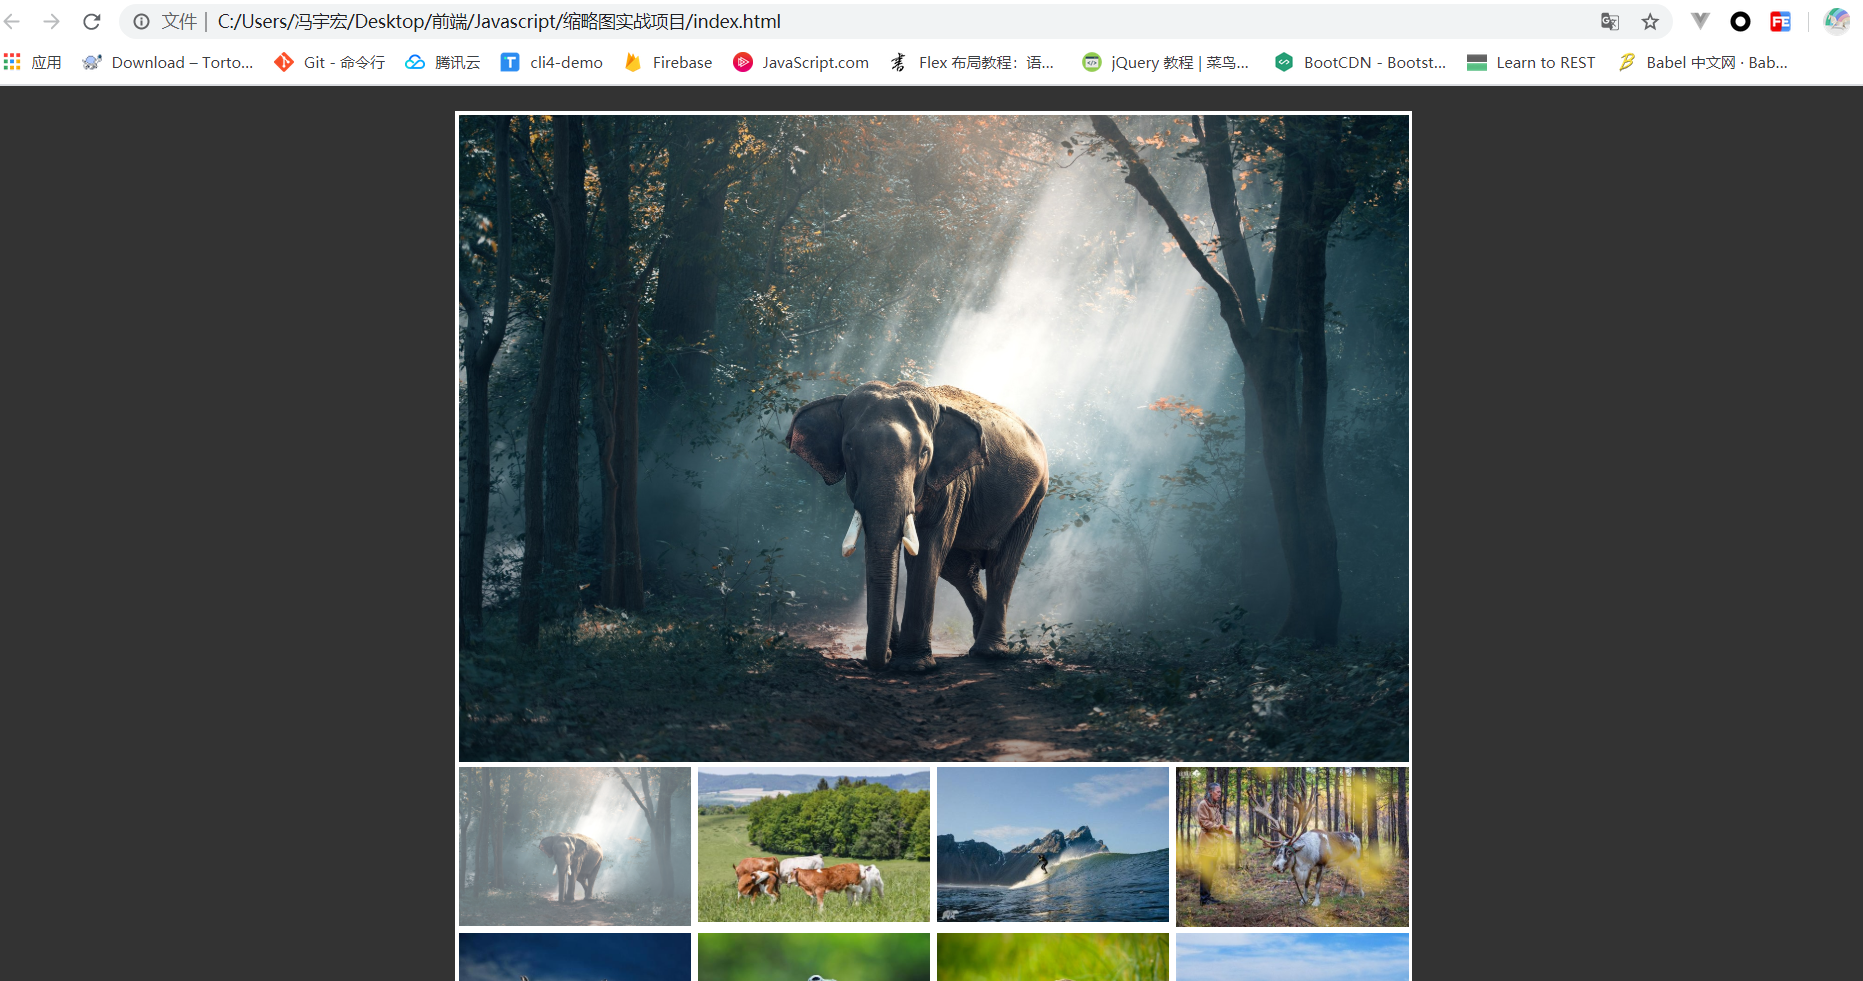 文件 | C:/Users/冯宇宏/Desktop/前端/Javascript/缩略图实战项目/index.html
应用 Download – Torto... Git - 命令行 腾讯云 T cli4-demo Firebase JavaScript.com Flex 布局教程：语... jQuery 教程 | 菜鸟... BootCDN - Bootst... Learn to REST Babel 中文网 · Bab...